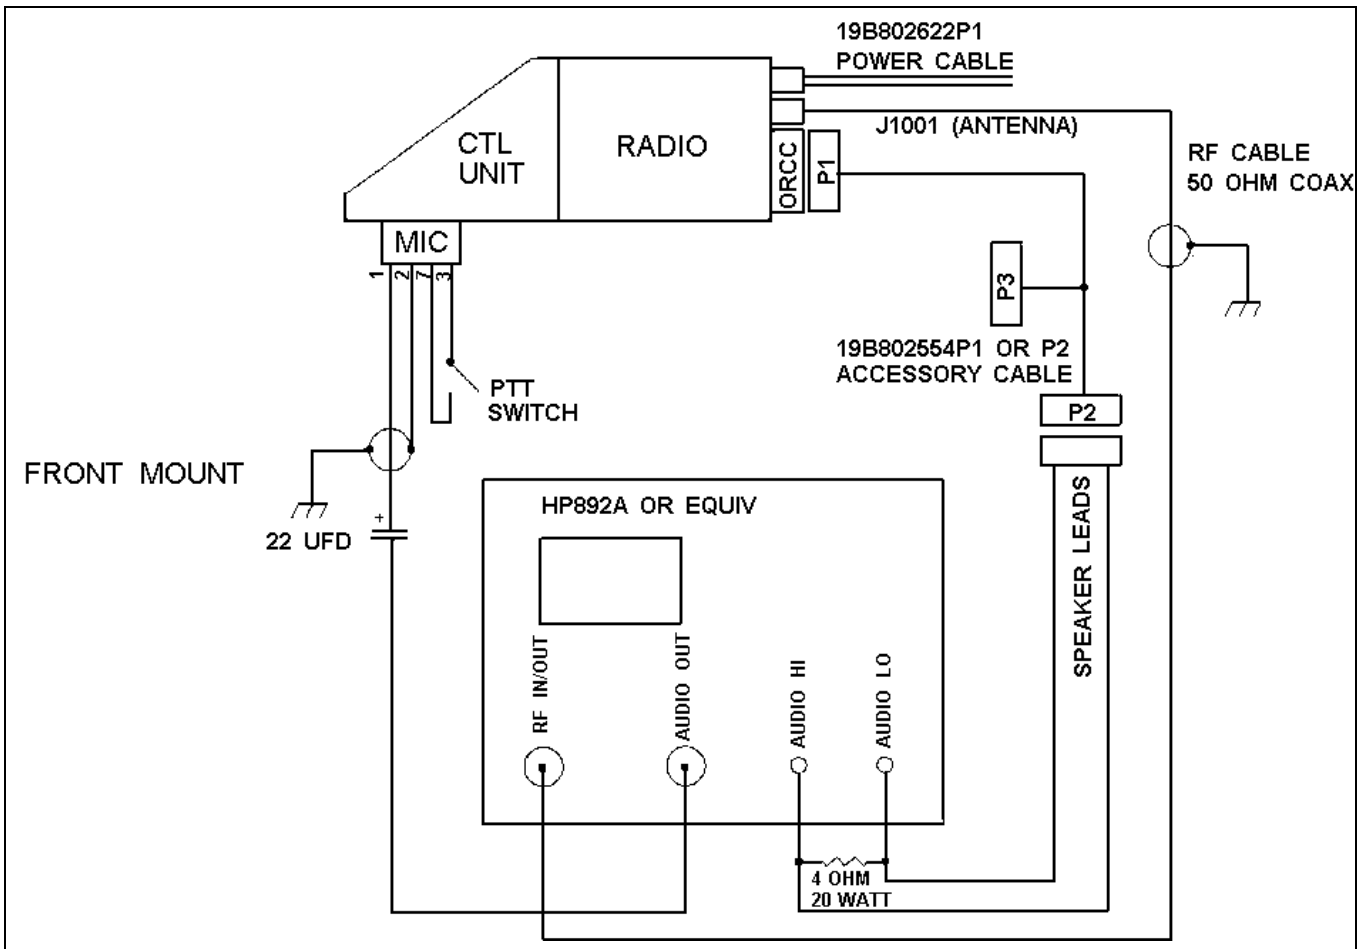 19B802622P1
POWER CABLE
J1001 (ANTENNA)
CTL
UNIT
RADIO
ORCC
P1
RF CABLE
50 OHM COAX
MIC
1
2
7
3
P3
19B802554P1 OR P2
ACCESSORY CABLE
PTT
SWITCH
P2
FRONT MOUNT
+
22 UFD
HP892A OR EQUIV
SPEAKER LEADS
RF IN/OUT
AUDIO OUT
AUDIO HI
AUDIO LO
4 OHM
20 WATT